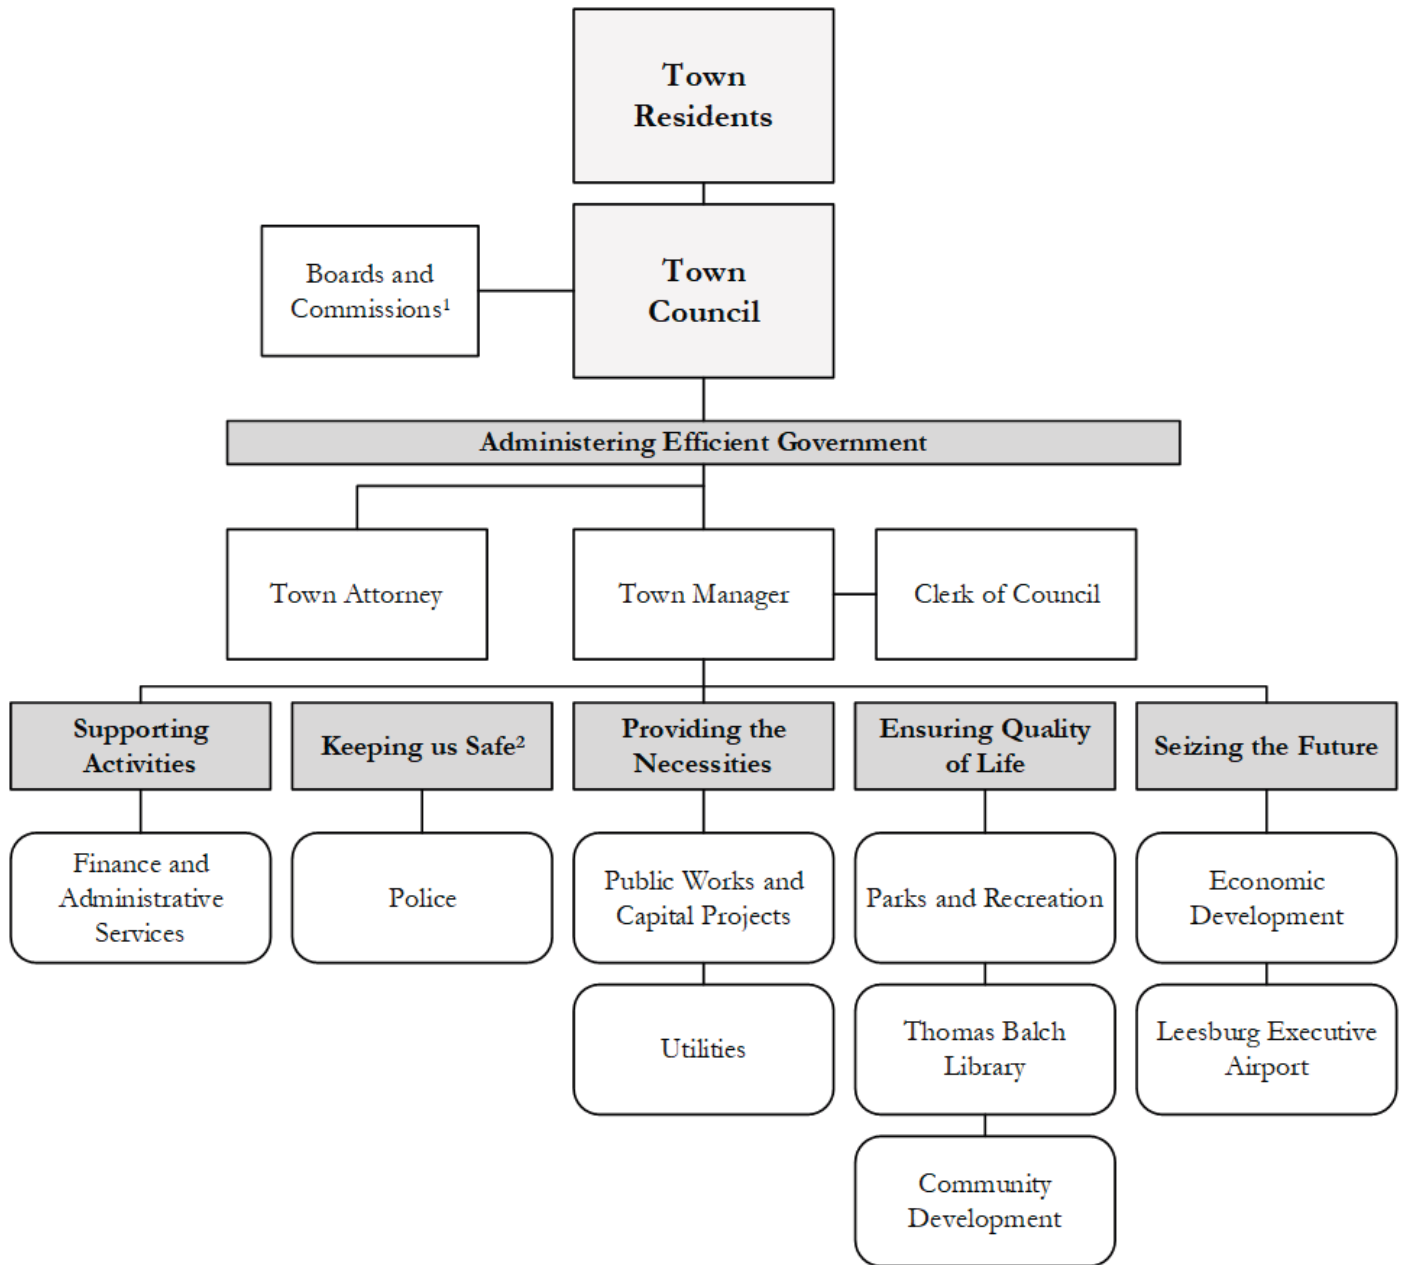 Town
Residents
Boards and
Commissions¹
Town
Council
Administering Efficient Government
Town Attorney
Town Manager
Clerk of Council
Supporting
Activities
Keeping us Safe²
Providing the
Necessities
Ensuring Quality
of Life
Seizing the Future
Finance and
Administrative
Services
Police
Public Works and
Capital Projects
Parks and Recreation
Economic
Development
Utilities
Thomas Balch
Library
Leesburg Executive
Airport
Community
Development